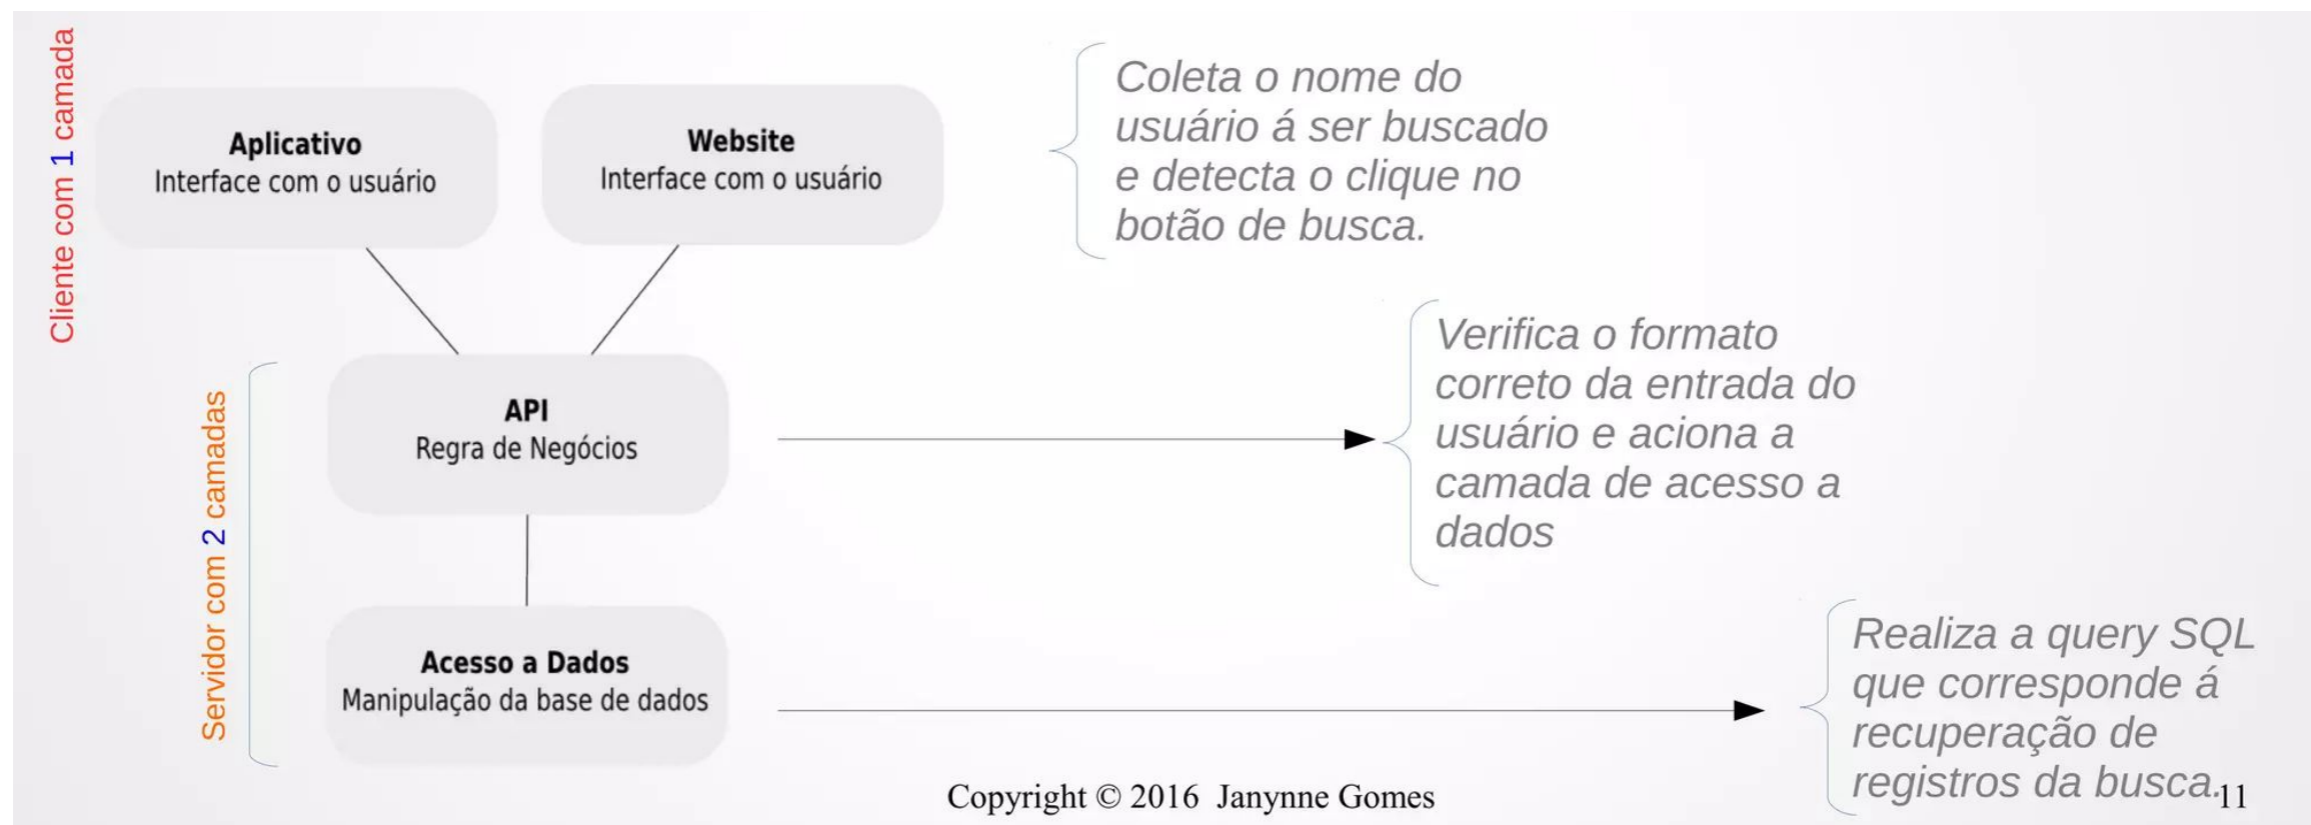 Cliente com 1 camada
Aplicativo
Interface com o usuário
Website
Interface com o usuário
Coleta o nome do
usuário á ser buscado
e detecta o clique no
botão de busca.
Servidor com 2 camadas
API
Regra de Negócios
Verifica o formato
correto da entrada do
usuário e aciona a
camada de acesso a
dados
Acesso a Dados
Manipulação da base de dados
Realiza a query SQL
que corresponde á
recuperação de
registros da busca.
Copyright © 2016 Janynne Gomes
11